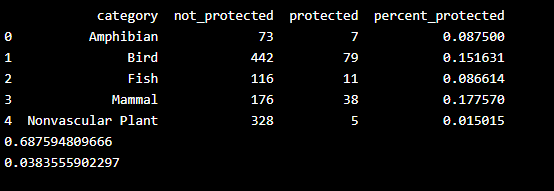 category not_protected protected percent_protected
0 Amphibian 73 7 0.087500
1 Bird 442 79 0.151631
2 Fish 116 11 0.086614
3 Mammal 176 38 0.177570
4 Nonvascular Plant 328 5 0.015015
0.687594809666
0.0383555902297